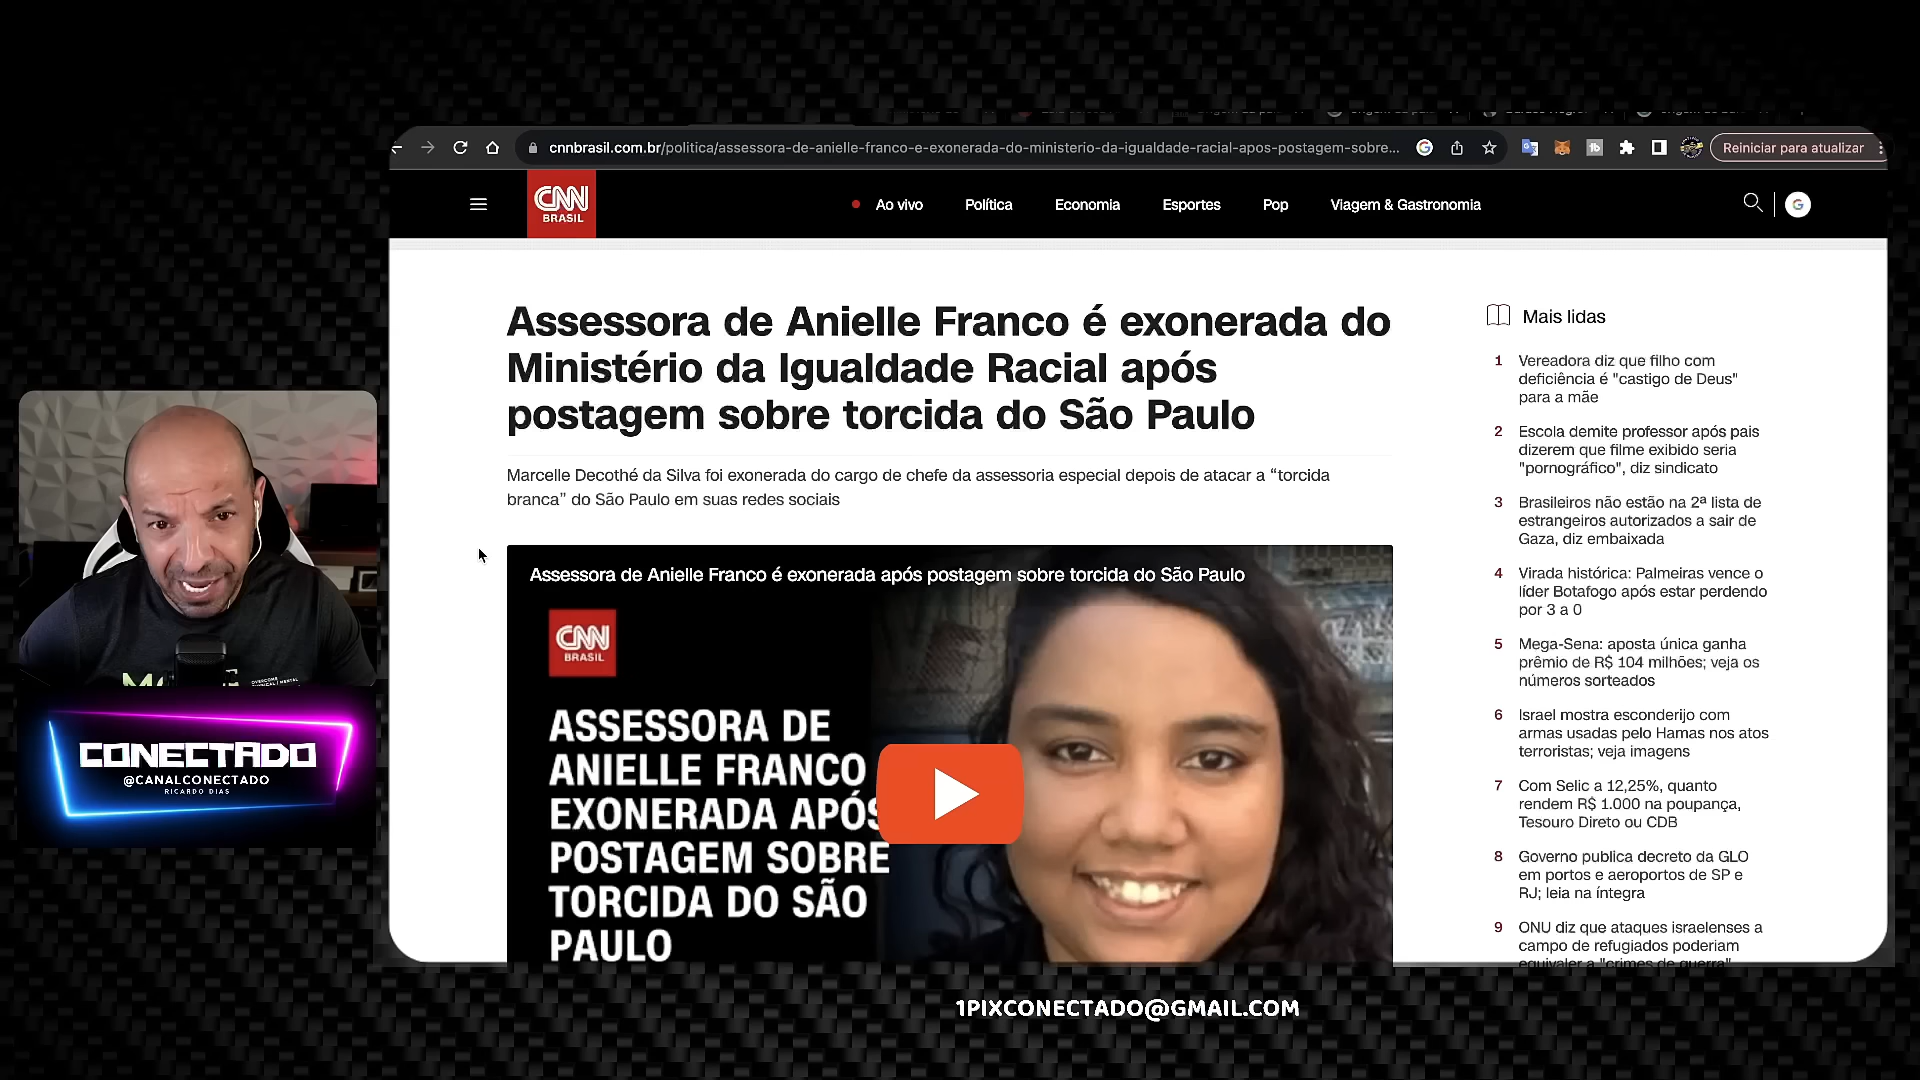 cnnbrasil.com.br/politica/assessora-de-anielle-franco-e-exonerada-do-ministerio-da-igualdade-racial-apos-postagem-sobre...
Reiniciar para atualizar
CNN
BRASIL
Ao vivo
Política
Economia
Esportes
Pop
Viagem & Gastronomia
Assessora de Anielle Franco é exonerada do
Ministério da Igualdade Racial após
postagem sobre torcida do São Paulo
Marcelle Decothé da Silva foi exonerada do cargo de chefe da assessoria especial depois de atacar a “torcida
branca” do São Paulo em suas redes sociais
Assessora de Anielle Franco é exonerada após postagem sobre torcida do São Paulo
CNN
BRASIL
ASSESSORA DE
ANIELLE FRANCO
EXONERADA APÓS
POSTAGEM SOBRE
TORCIDA DO SÃO
PAULO
Mais lidas
1 Vereadora diz que filho com
deficiência é "castigo de Deus"
para a mãe
2 Escola demite professor após pais
dizerem que filme exibido seria
"pornográfico", diz sindicato
3 Brasileiros não estão na 2ª lista de
estrangeiros autorizados a sair de
Gaza, diz embaixada
4 Virada histórica: Palmeiras vence o
líder Botafogo após estar perdendo
por 3 a 0
5 Mega-Sena: aposta única ganha
prêmio de R$ 104 milhões; veja os
números sorteados
6 Israel mostra esconderijo com
armas usadas pelo Hamas nos atos
terroristas; veja imagens
7 Com Selic a 12,25%, quanto
rendem R$ 1.000 na poupança,
Tesouro Direto ou CDB
8 Governo publica decreto da GLO
em portos e aeroportos de SP e
RJ; leia na íntegra
9 ONU diz que ataques israelenses a
campo de refugiados poderiam
equivaler a "crimes de guerra"
CONECTADO
@CANALCONECTADO
RICARDO DIAS
1PIXCONECTADO@GMAIL.COM